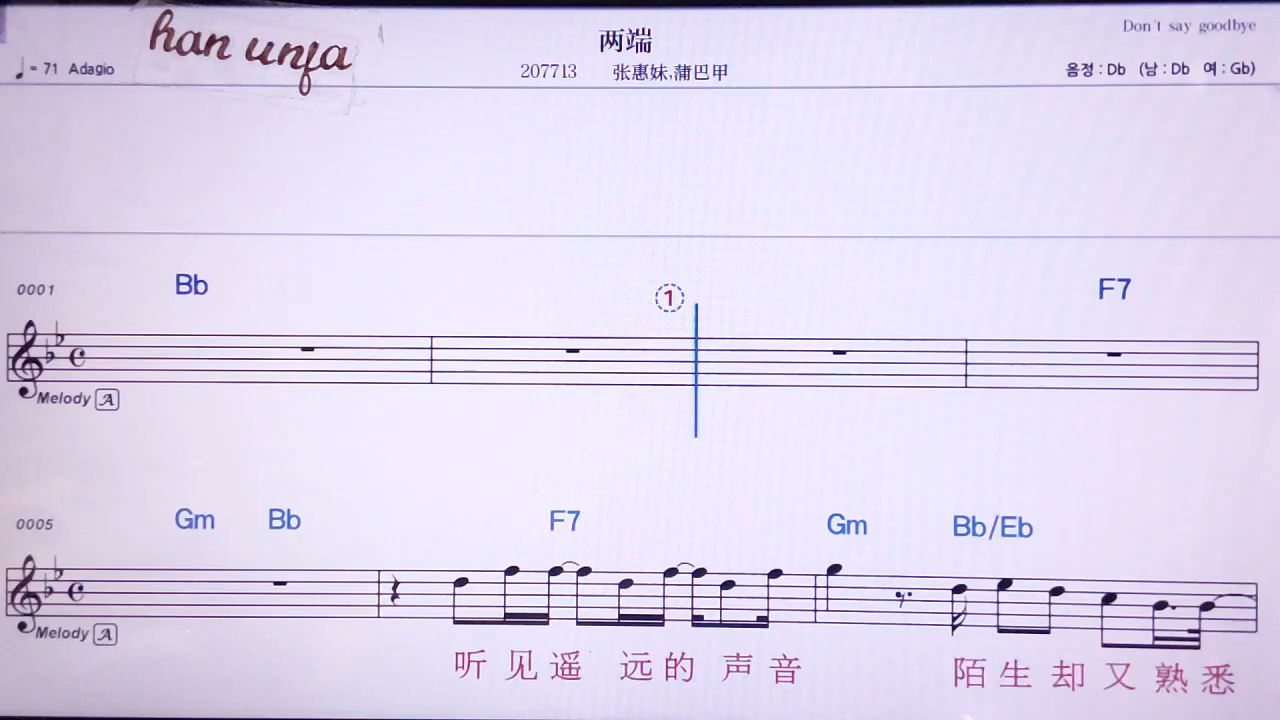 han unja
两端
Don't say goodbye
♩= 71 Adagio
207713 张惠妹,蒲巴甲
음정 : Db (남 : Db 여 : Gb)
0001 Bb ① F7
Melody A
0005 Gm Bb F7 Gm Bb/Eb
Melody A
听见遥 远的 声音 陌生却又熟悉